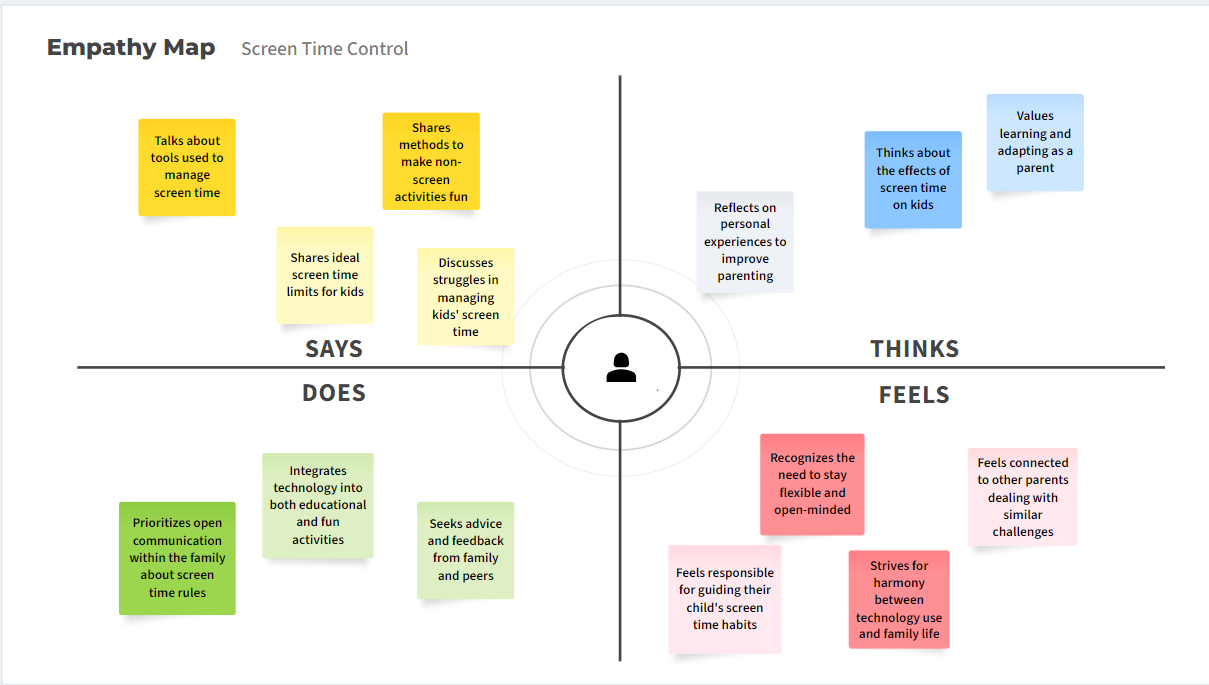 Empathy Map Screen Time Control
Talks about
tools used to
manage
screen time
Shares
methods to
make non-
screen
activities fun
Shares ideal
screen time
limits for kids
Discusses
struggles in
managing
kids' screen
time
SAYS
Reflects on
personal
experiences to
improve
parenting
Thinks about
the effects of
screen time
on kids
Values
learning and
adapting as a
parent
THINKS
DOES
Prioritizes open
communication
within the family
about screen
time rules
Integrates
technology into
both educational
and fun
activities
Seeks advice
and feedback
from family
and peers
FEELS
Recognizes the
need to stay
flexible and
open-minded
Feels connected
to other parents
dealing with
similar
challenges
Feels responsible
for guiding their
child's screen
time habits
Strives for
harmony
between
technology use
and family life